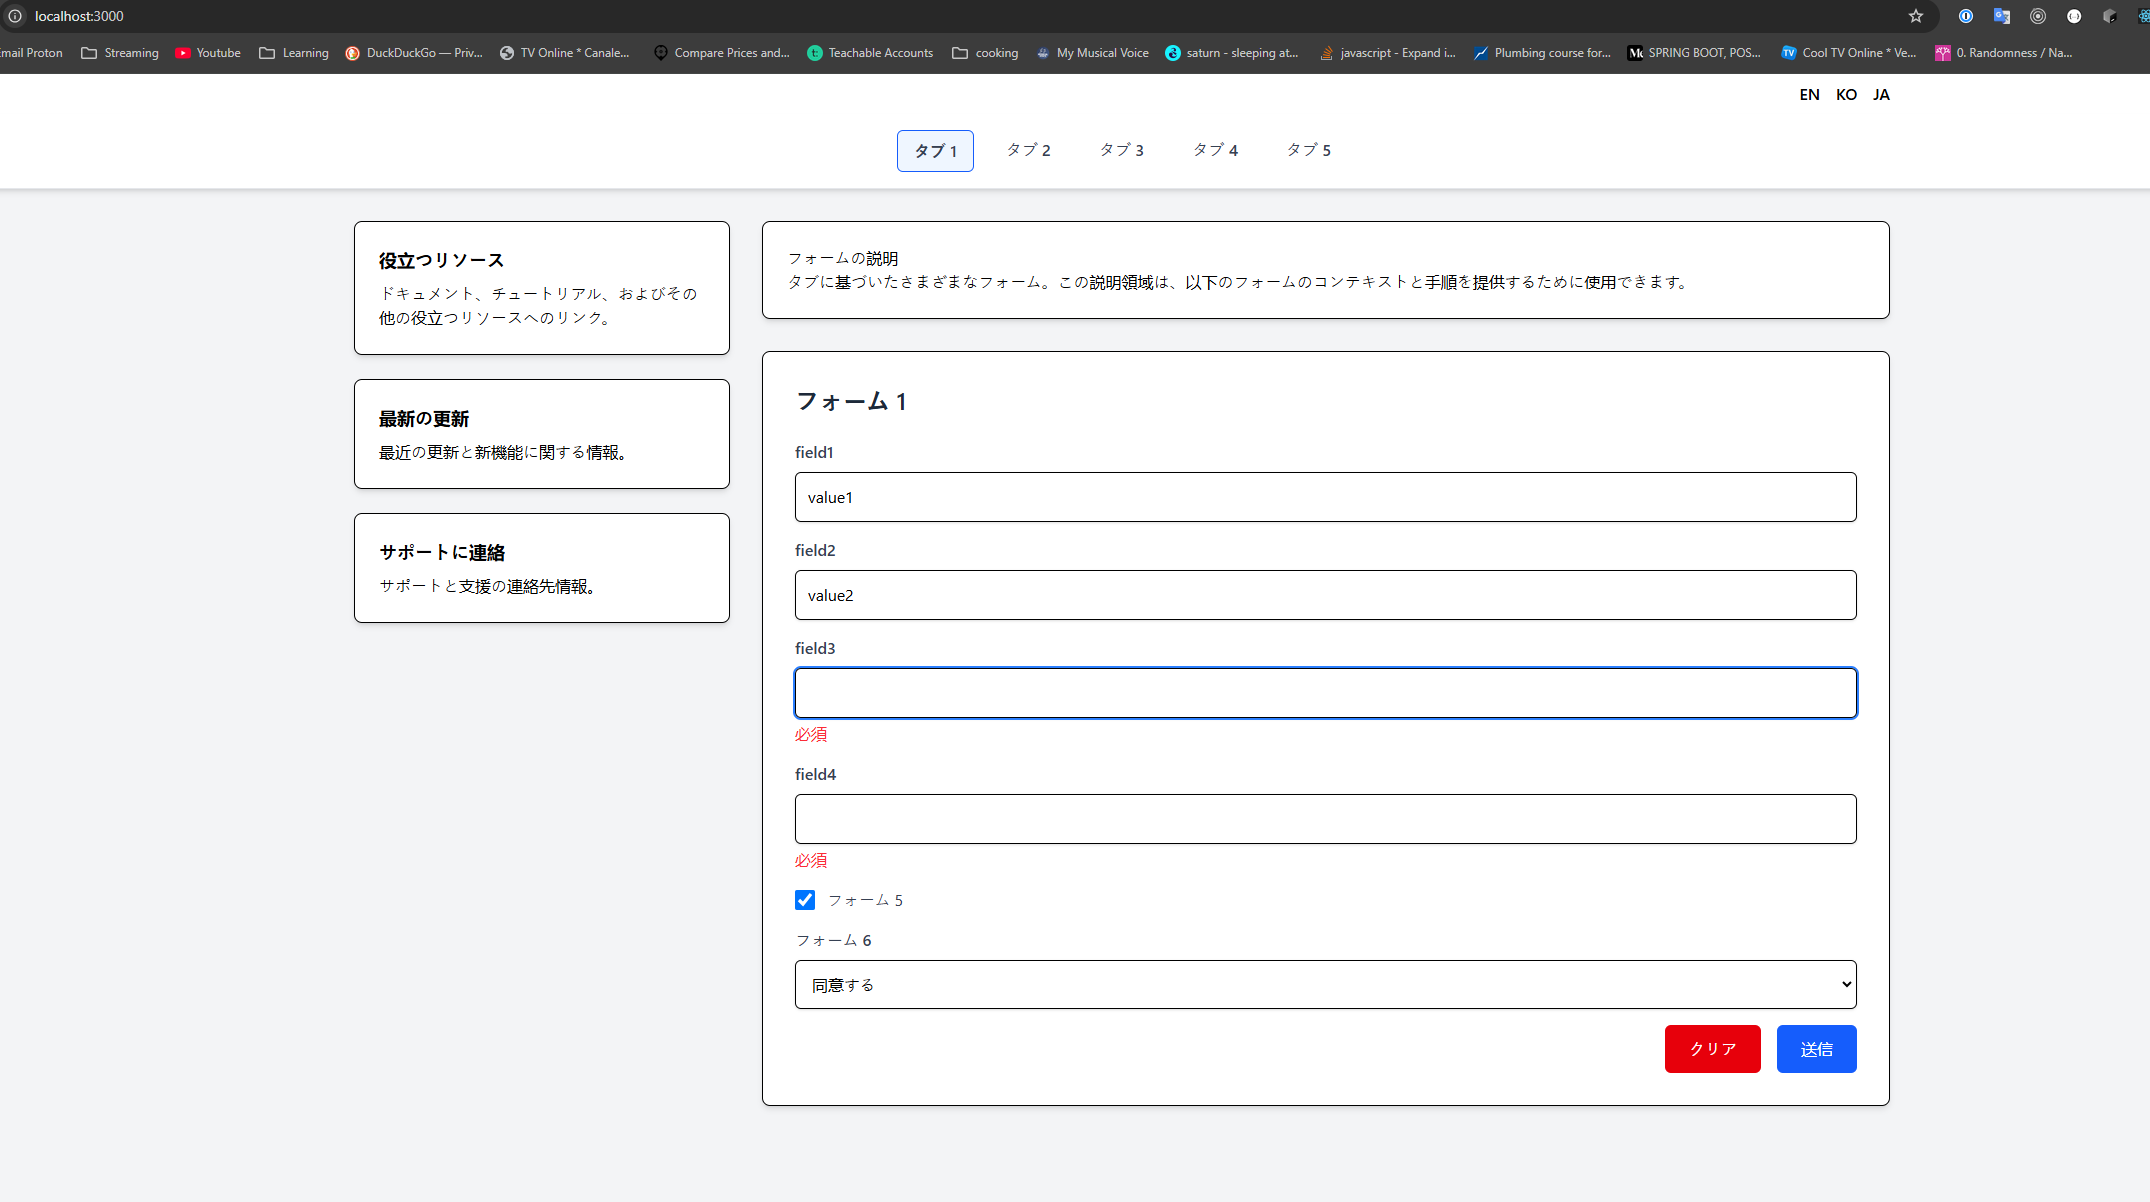 localhost:3000
mail Proton
Streaming
Youtube
Learning
DuckDuckGo — Priv...
TV Online * Canale...
Compare Prices and...
Teachable Accounts
cooking
My Musical Voice
saturn - sleeping at...
javascript - Expand i...
Plumbing course for...
SPRING BOOT, POS...
Cool TV Online * Ve...
0. Randomness / Na...
EN KO JA
タブ 1 タブ 2 タブ 3 タブ 4 タブ 5
役立つリソース
ドキュメント、チュートリアル、およびその
他の役立つリソースへのリンク。
最新の更新
最近の更新と新機能に関する情報。
サポートに連絡
サポートと支援の連絡先情報。
フォームの説明
タブに基づいたさまざまなフォーム。この説明領域は、以下のフォームのコンテキストと手順を提供するために使用できます。
フォーム 1
field1
value1
field2
value2
field3
必須
field4
必須
フォーム 5
フォーム 6
同意する
クリア 送信